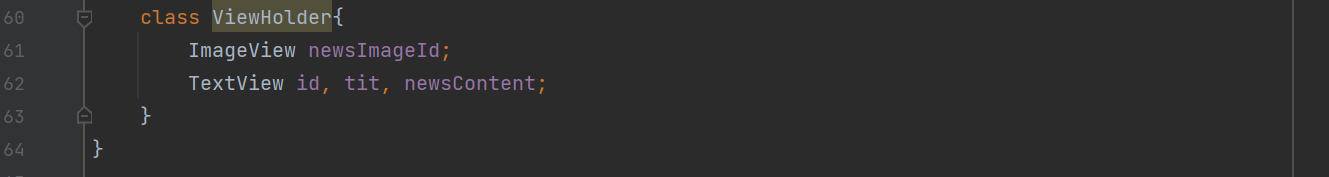 60 class ViewHolder{
61 ImageView newsImageId;
62 TextView id, tit, newsContent;
63 }
64 }